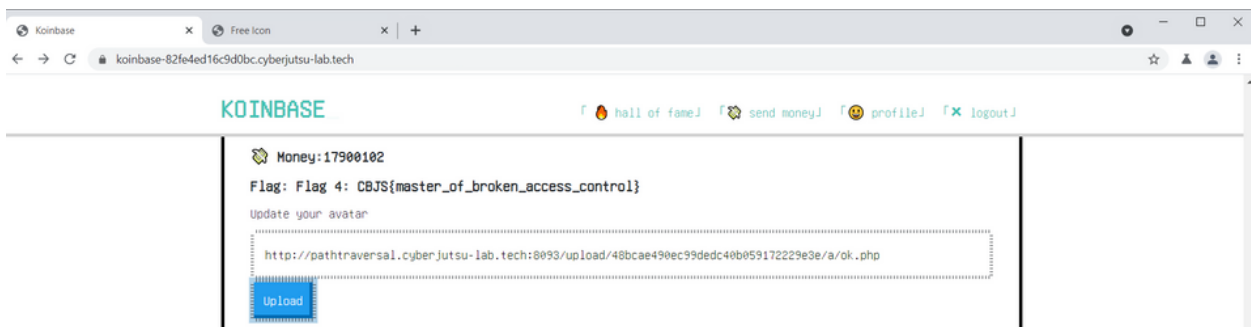 Koinbase
Free Icon
koinbase-82fe4ed16c9d0bc.cyberjutsu-lab.tech
KOINBASE
「🔥 hall of fame」 「💸 send money」 「😀 profile」 「✕ logout」
💸 Money:17900102
Flag: Flag 4: CBJS{master_of_broken_access_control}
Update your avatar
http://pathtraversal.cyberjutsu-lab.tech:8093/upload/48bcae490ec99dedc40b059172229e3e/a/ok.php
Upload